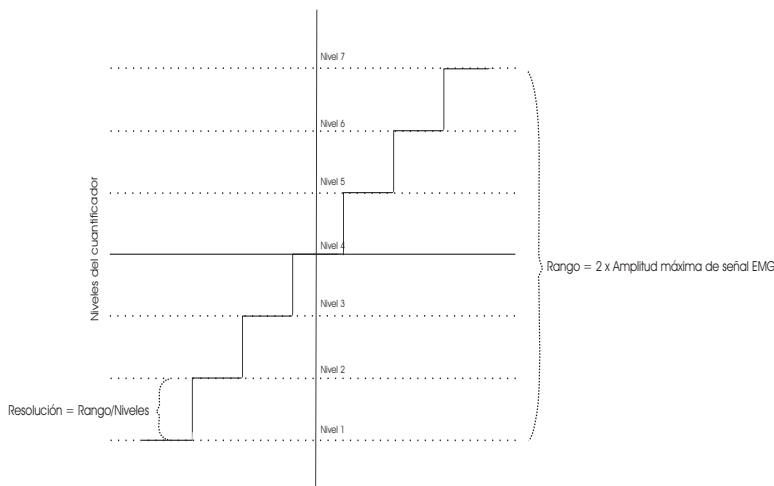 Nivel 7
Nivel 6
Nivel 5
Nivel 4
Nivel 3
Nivel 2
Nivel 1
Niveles del cuantificador
Rango = 2 x Amplitud máxima de señal EMG
Resolución = Rango/Niveles